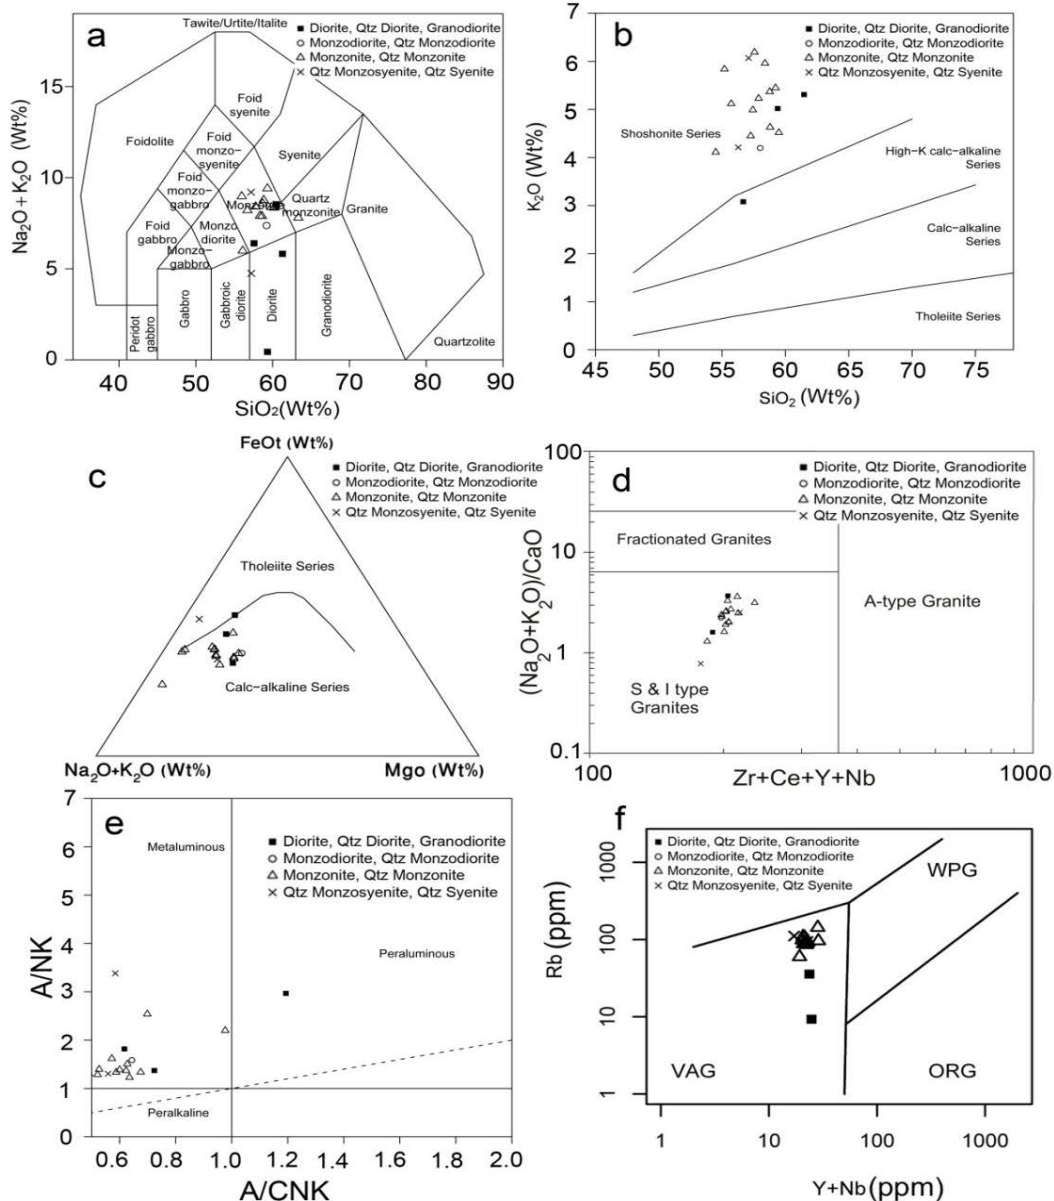 a
Tawite/Urtite/Italite
Diorite, Qtz Diorite, Granodiorite
Monzodiorite, Qtz Monzodiorite
Monzonite, Qtz Monzonite
Qtz Monzosyenite, Qtz Syenite
Na2O+K2O (Wt%)
15
10
5
0
Foid
syenite
Foidolite
Foid
monzo-
syenite
Syenite
Foid
monzo-
gabbro
Quartz
monzonite
Granite
Foid
gabbro
Monzo
diorite
Monzo-
gabbro
Peridot
gabbro
Gabbro
Gabbroic
diorite
Diorite
Granodiorite
Quartzolite
40
50
60
70
80
90
SiO2(Wt%)
b
Diorite, Qtz Diorite, Granodiorite
Monzodiorite, Qtz Monzodiorite
Monzonite, Qtz Monzonite
Qtz Monzosyenite, Qtz Syenite
K2O (Wt%)
7
6
5
4
3
2
1
0
Shoshonite Series
High-K calc-alkaline
Series
Calc-alkaline
Series
Tholeiite Series
45
50
55
60
65
70
75
SiO2 (Wt%)
c
FeOt (Wt%)
Diorite, Qtz Diorite, Granodiorite
Monzodiorite, Qtz Monzodiorite
Monzonite, Qtz Monzonite
Qtz Monzosyenite, Qtz Syenite
Tholeiite Series
Calc-alkaline Series
Na2O+K2O (Wt%)
Mgo (Wt%)
d
Diorite, Qtz Diorite, Granodiorite
Monzodiorite, Qtz Monzodiorite
Monzonite, Qtz Monzonite
Qtz Monzosyenite, Qtz Syenite
(Na2O+K2O)/CaO
100
10
1
0.1
Fractionated Granites
A-type Granite
S & I type
Granites
100
1000
Zr+Ce+Y+Nb
e
Diorite, Qtz Diorite, Granodiorite
Monzodiorite, Qtz Monzodiorite
Monzonite, Qtz Monzonite
Qtz Monzosyenite, Qtz Syenite
A/NK
7
6
5
4
3
2
1
0
Metaluminous
Peraluminous
Peralkaline
0.6
0.8
1.0
1.2
1.4
1.6
2.0
A/CNK
f
Diorite, Qtz Diorite, Granodiorite
Monzodiorite, Qtz Monzodiorite
Monzonite, Qtz Monzonite
Qtz Monzosyenite, Qtz Syenite
Rb (ppm)
1000
100
10
1
WPG
VAG
ORG
1
10
100
1000
Y+Nb (ppm)